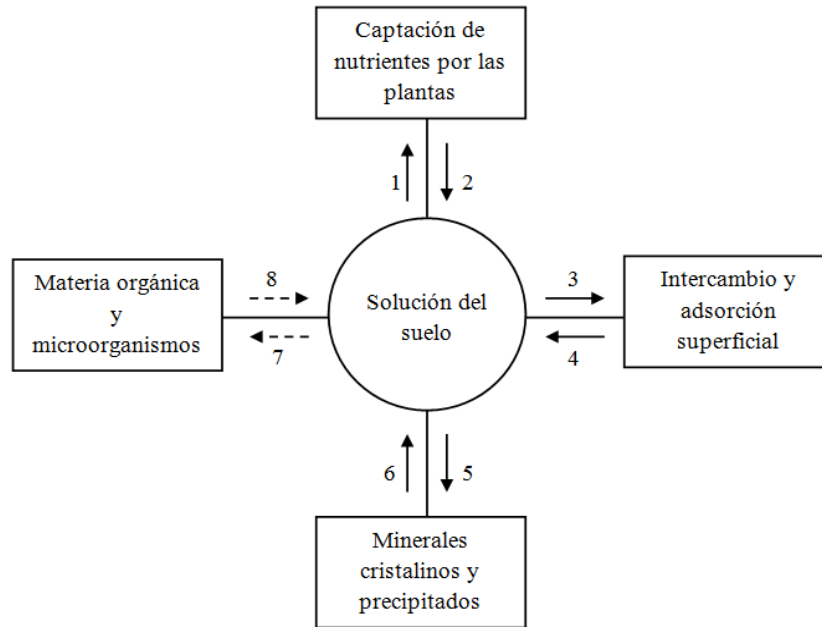 Captación de
nutrientes por las
plantas
1
2
Materia orgánica
y
microorganismos
8
7
Solución del
suelo
3
4
Intercambio y
adsorción
superficial
6
5
Minerales
cristalinos y
precipitados